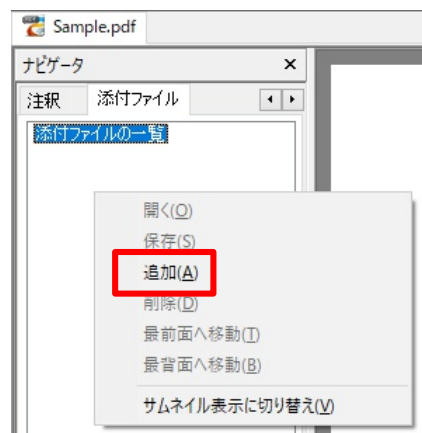 Sample.pdf
ナビゲータ
注釈 添付ファイル
添付ファイルの一覧
開く(O)
保存(S)
追加(A)
削除(D)
最前面へ移動(T)
最背面へ移動(B)
サムネイル表示に切り替え(V)